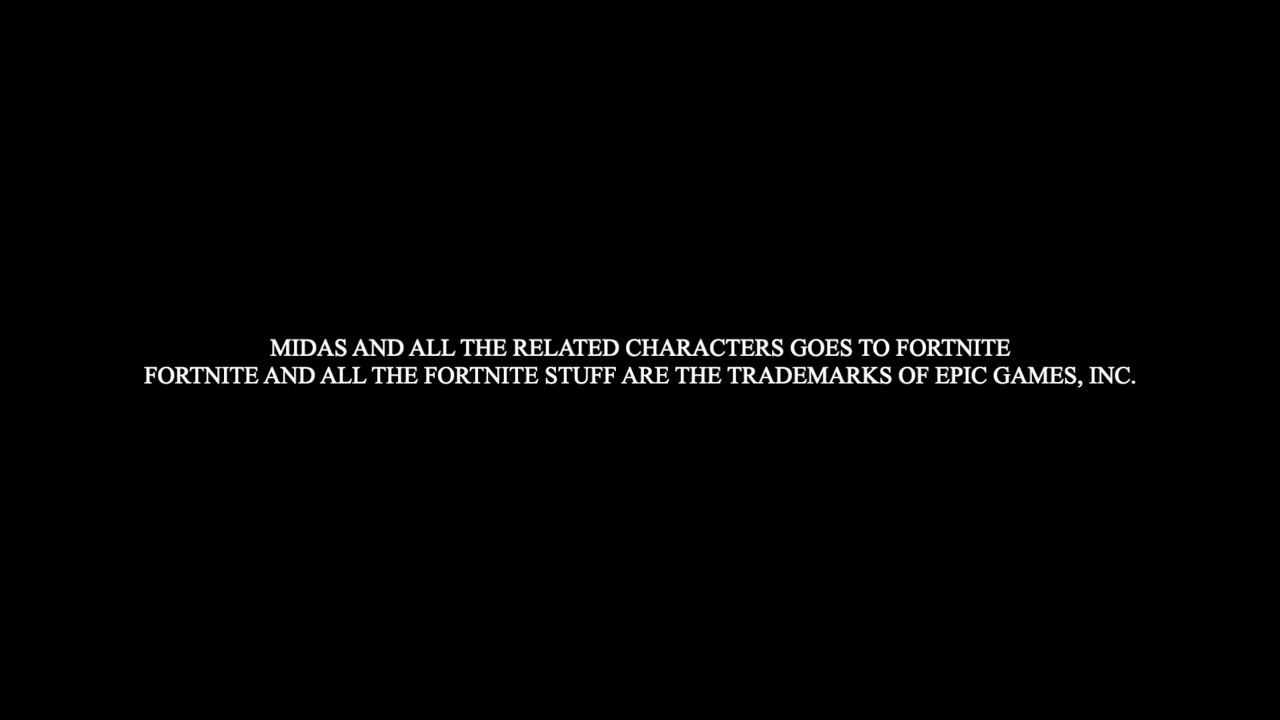 MIDAS AND ALL THE RELATED CHARACTERS GOES TO FORTNITE
FORTNITE AND ALL THE FORTNITE STUFF ARE THE TRADEMARKS OF EPIC GAMES, INC.